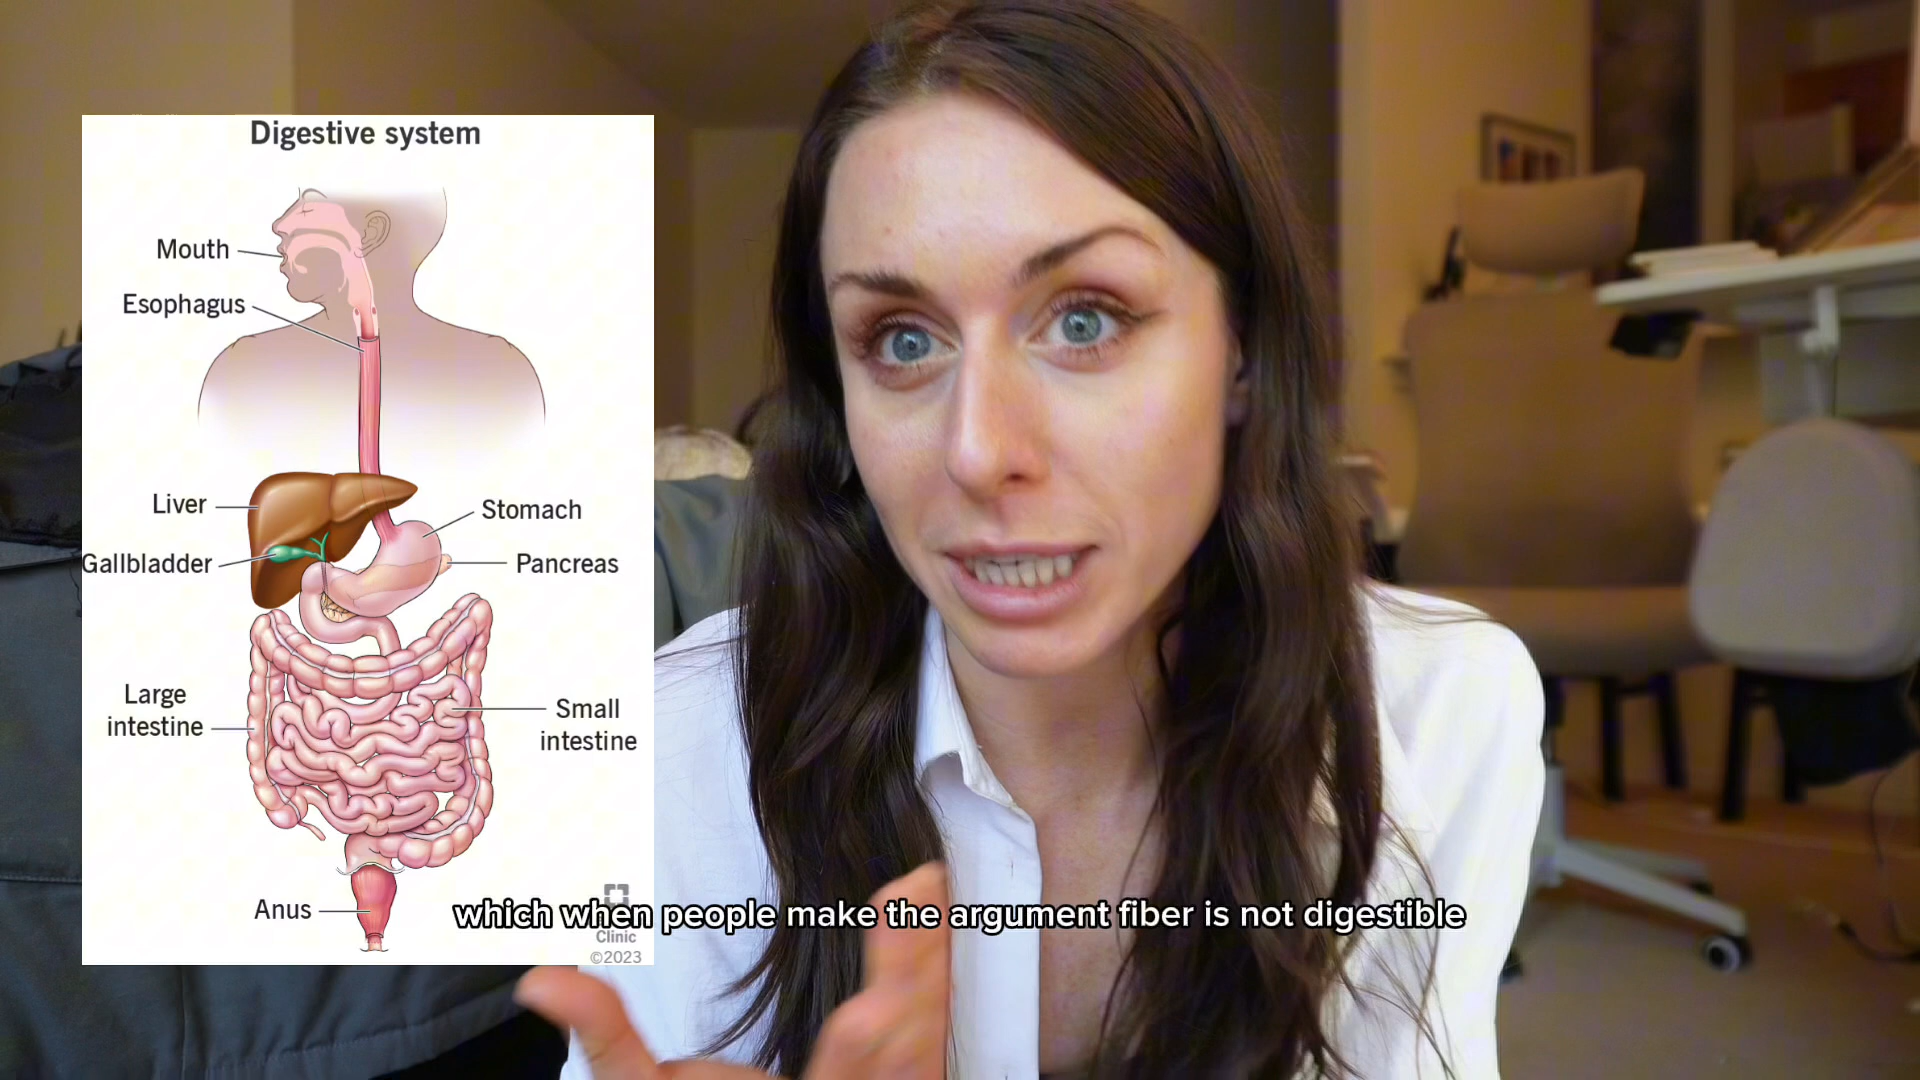 Digestive system
Mouth
Esophagus
Liver
Stomach
Gallbladder
Pancreas
Large
intestine
Small
intestine
Anus
which when people make the argument fiber is not digestible
Clinic
©2023